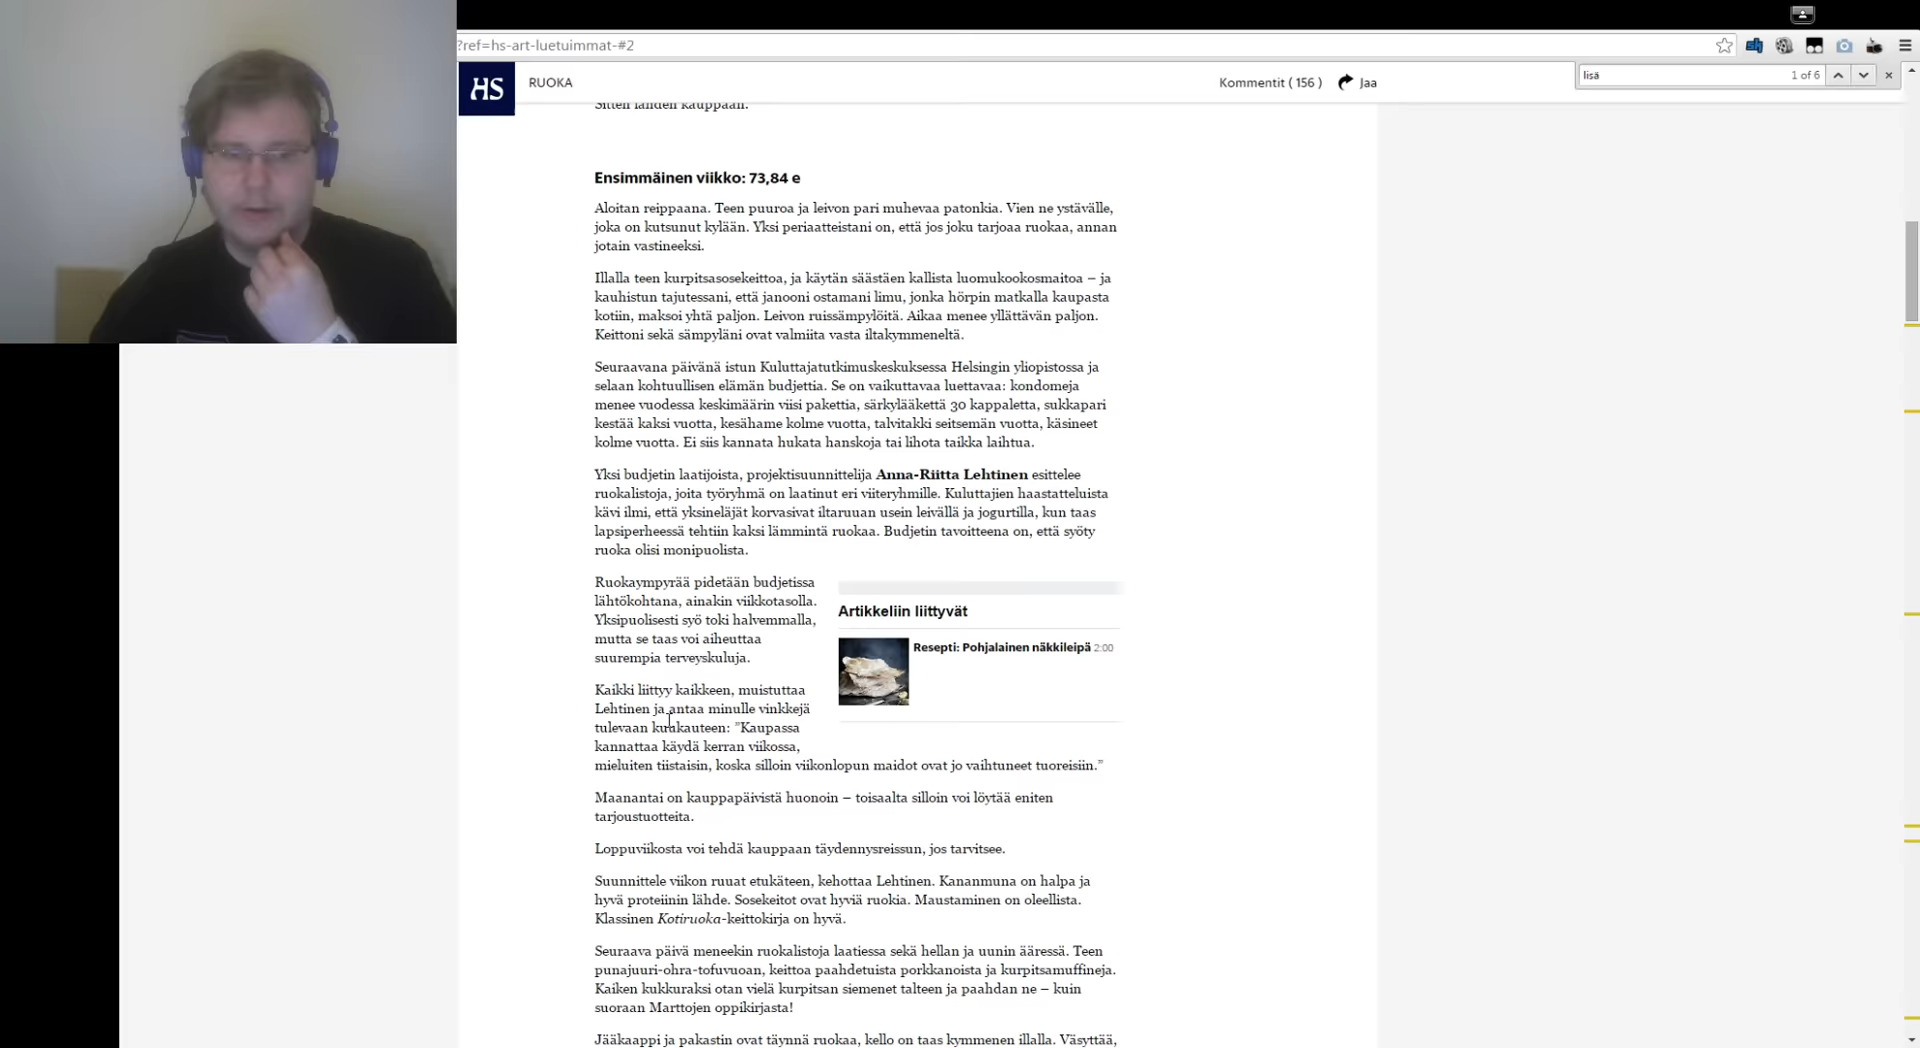 ?ref=hs-art-luetuimmat-#2
lisä
1 of 6
HS
RUOKA
Kommentit ( 156 )
Jaa
Sitten lähden kauppaan.
Ensimmäinen viikko: 73,84 e
Aloitan reippaana. Teen puuroa ja leivon pari muhevaa patonkia. Vien ne ystävälle,
joka on kutsunut kylään. Yksi periaatteistani on, että jos joku tarjoaa ruokaa, annan
jotain vastineeksi.
Illalla teen kurpitsasosekeittoa, ja käytän säästäen kallista luomukookosmaitoa – ja
kauhistun tajutessani, että janooni ostamani limu, jonka hörpin matkalla kaupasta
kotiin, maksoi yhtä paljon. Leivon ruissämpylöitä. Aikaa menee yllättävän paljon.
Keittoni sekä sämpyläni ovat valmiita vasta iltakymmeneltä.
Seuraavana päivänä istun Kuluttajatutkimuskeskuksessa Helsingin yliopistossa ja
selaan kohtuullisen elämän budjettia. Se on vaikuttavaa luettavaa: kondomeja
menee vuodessa keskimäärin viisi pakettia, särkylääkettä 30 kappaletta, sukkapari
kestää kaksi vuotta, kesähame kolme vuotta, talvitakki seitsemän vuotta, käsineet
kolme vuotta. Ei siis kannata hukata hanskoja tai lihota taikka laihtua.
Yksi budjetin laatijoista, projektisuunnittelija Anna-Riitta Lehtinen esittelee
ruokalistoja, joita työryhmä on laatinut eri viiteryhmille. Kuluttajien haastatteluista
kävi ilmi, että yksineläjät korvasivat iltaruuan usein leivällä ja jogurtilla, kun taas
lapsiperheessä tehtiin kaksi lämmintä ruokaa. Budjetin tavoitteena on, että syöty
ruoka olisi monipuolista.
Ruokaympyrää pidetään budjetissa
lähtökohtana, ainakin viikkotasolla.
Yksipuolisesti syö toki halvemmalla,
mutta se taas voi aiheuttaa
suurempia terveyskuluja.
Artikkeliin liittyvät
Resepti: Pohjalainen näkkileipä 2:00
Kaikki liittyy kaikkeen, muistuttaa
Lehtinen ja antaa minulle vinkkejä
tulevaan kuukauteen: ”Kaupassa
kannattaa käydä kerran viikossa,
mieluiten tiistaisin, koska silloin viikonlopun maidot ovat jo vaihtuneet tuoreisiin.”
Maanantai on kauppapäivistä huonoin – toisaalta silloin voi löytää eniten
tarjoustuotteita.
Loppuviikosta voi tehdä kauppaan täydennysreissun, jos tarvitsee.
Suunnittele viikon ruuat etukäteen, kehottaa Lehtinen. Kananmuna on halpa ja
hyvä proteiinin lähde. Sosekeitot ovat hyviä ruokia. Maustaminen on oleellista.
Klassinen Kotiruoka-keittokirja on hyvä.
Seuraava päivä meneekin ruokalistoja laatiessa sekä hellan ja uunin ääressä. Teen
punajuuri-ohra-tofuvuoan, keittoa paahdetuista porkkanoista ja kurpitsamuffineja.
Kaiken kukkuraksi otan vielä kurpitsan siemenet talteen ja paahdan ne – kuin
suoraan Marttojen oppikirjasta!
Jääkaappi ja pakastin ovat täynnä ruokaa, kello on taas kymmenen illalla. Väsyttää,